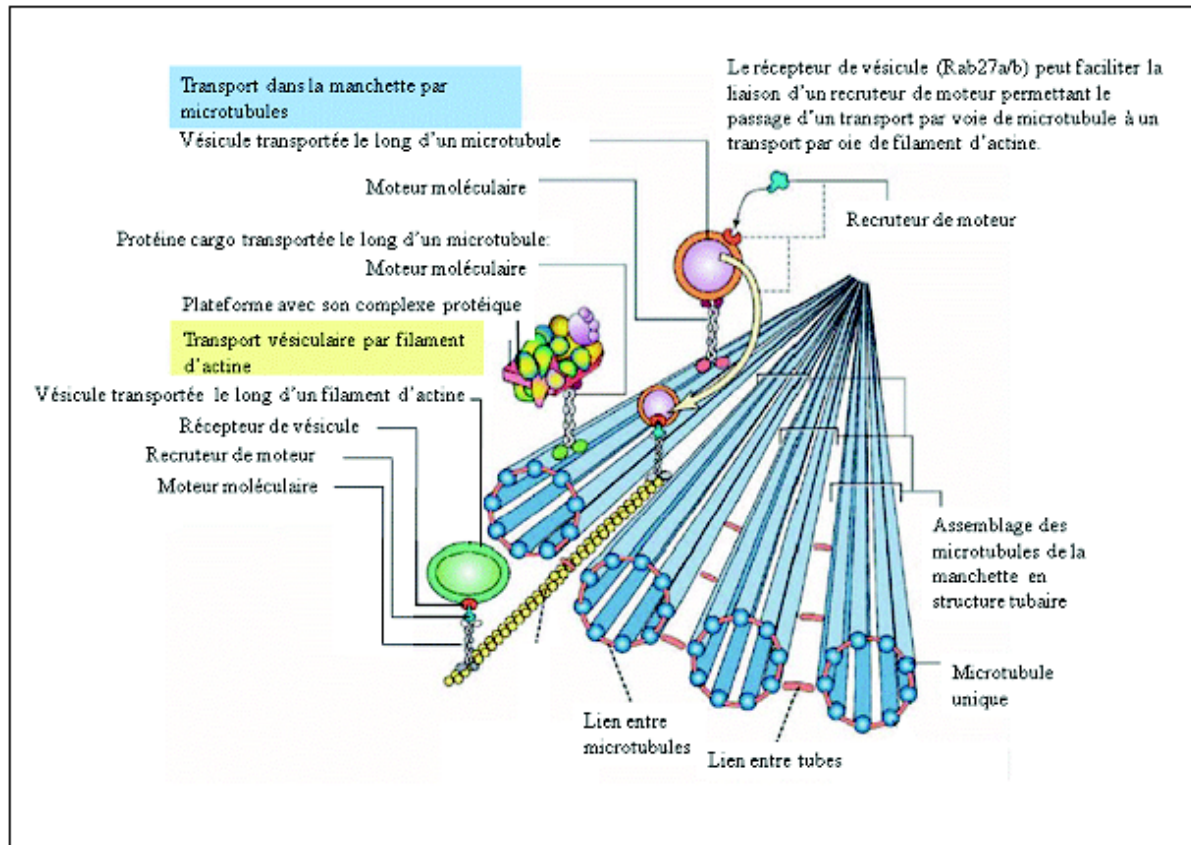 Transport dans la manchette par
microtubules
Vésicule transportée le long d'un microtubule
Moteur moléculaire
Protéine cargo transportée le long d'un microtubule:
Moteur moléculaire
Plateforme avec son complexe protéique
Transport vésiculaire par filament
d'actine
Vésicule transportée le long d'un filament d'actine
Récepteur de vésicule
Recruteur de moteur
Moteur moléculaire
Le récepteur de vésicule (Rab27a/b) peut faciliter la
liaison d'un recruteur de moteur permettant le
passage d'un transport par voie de microtubule à un
transport par oie de filament d'actine.
Recruteur de moteur
Assemblage des
microtubules de la
manchette en
structure tubaire
Microtubule
unique
Lien entre
microtubules
Lien entre tubes